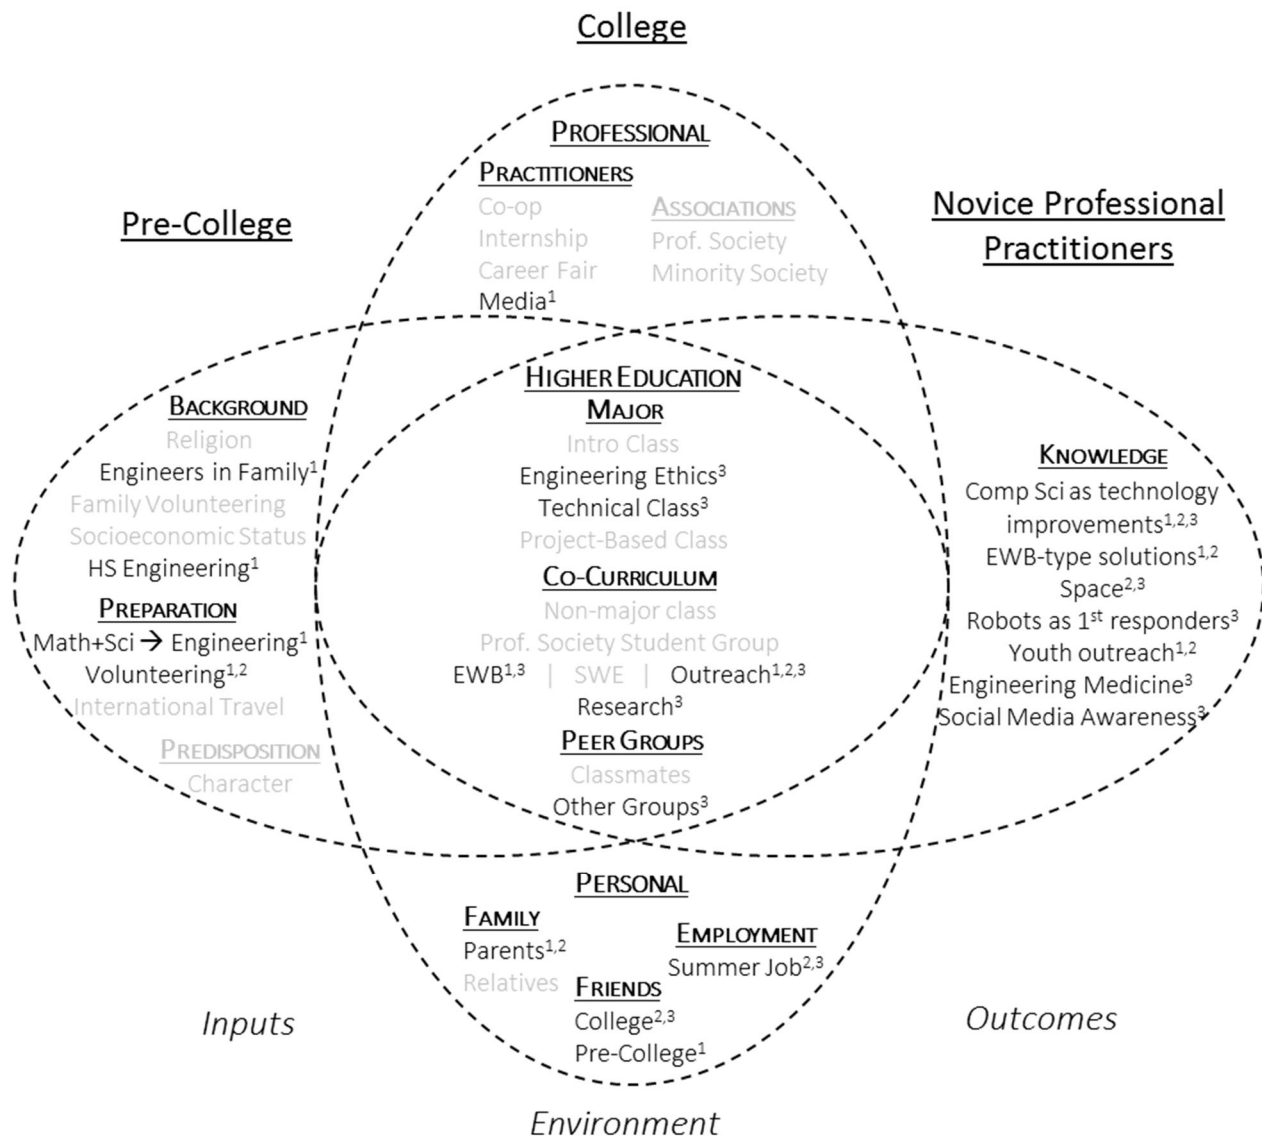 College
Pre-College
Novice Professional
Practitioners
PROFESSIONAL
PRACTITIONERS
Co-op
Internship
Career Fair
Media¹
ASSOCIATIONS
Prof. Society
Minority Society
BACKGROUND
Religion
Engineers in Family¹
Family Volunteering
Socioeconomic Status
HS Engineering¹
PREPARATION
Math+Sci → Engineering¹
Volunteering¹,²
International Travel
PREDISPOSITION
Character
HIGHER EDUCATION
MAJOR
Intro Class
Engineering Ethics³
Technical Class³
Project-Based Class
CO-CURRICULUM
Non-major class
Prof. Society Student Group
EWB¹,³ | SWE | Outreach¹,²,³
Research³
PEER GROUPS
Classmates
Other Groups³
KNOWLEDGE
Comp Sci as technology
improvements¹,²,³
EWB-type solutions¹,²
Space²,³
Robots as 1st responders³
Youth outreach¹,²
Engineering Medicine³
Social Media Awareness³
PERSONAL
FAMILY
Parents¹,²
Relatives
EMPLOYMENT
Summer Job²,³
FRIENDS
College²,³
Pre-College¹
Inputs
Outcomes
Environment